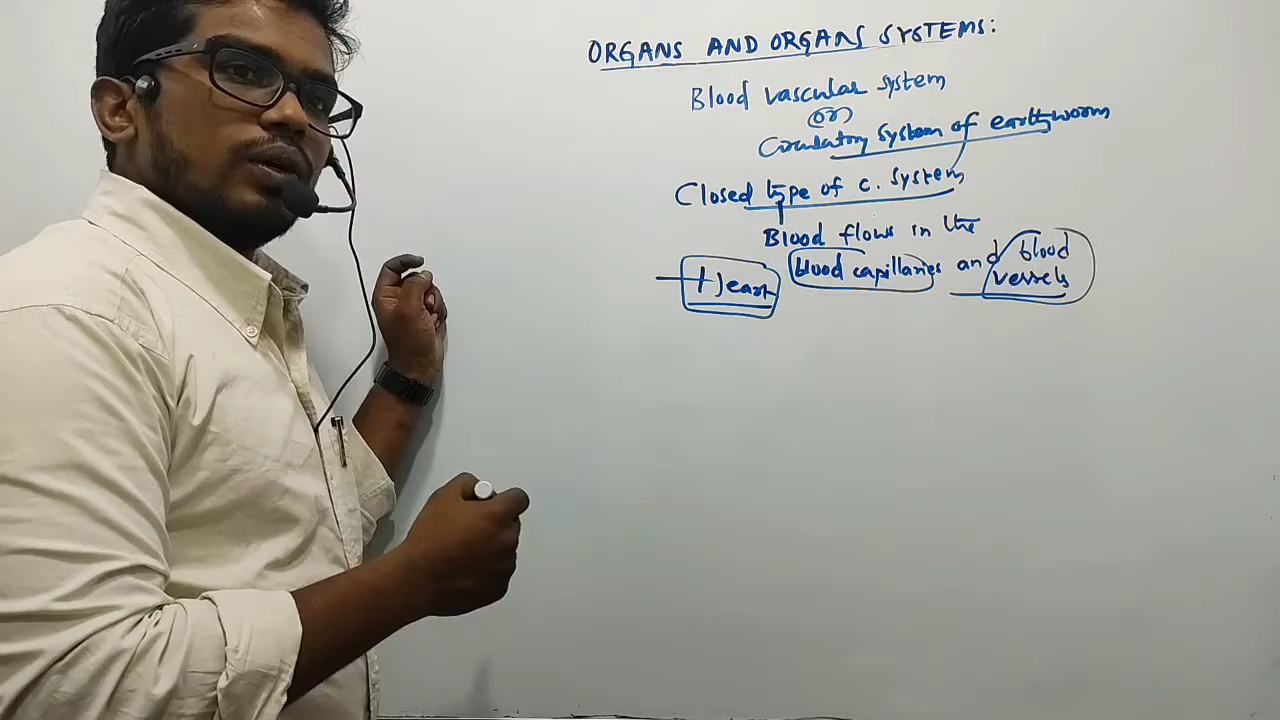 ORGANS AND ORGANS SYSTEMS:
Blood vascular system
(or)
Circulatory system of earthworm
Closed type of c. system
Blood flows in the
Heart blood capillaries and blood
vessels